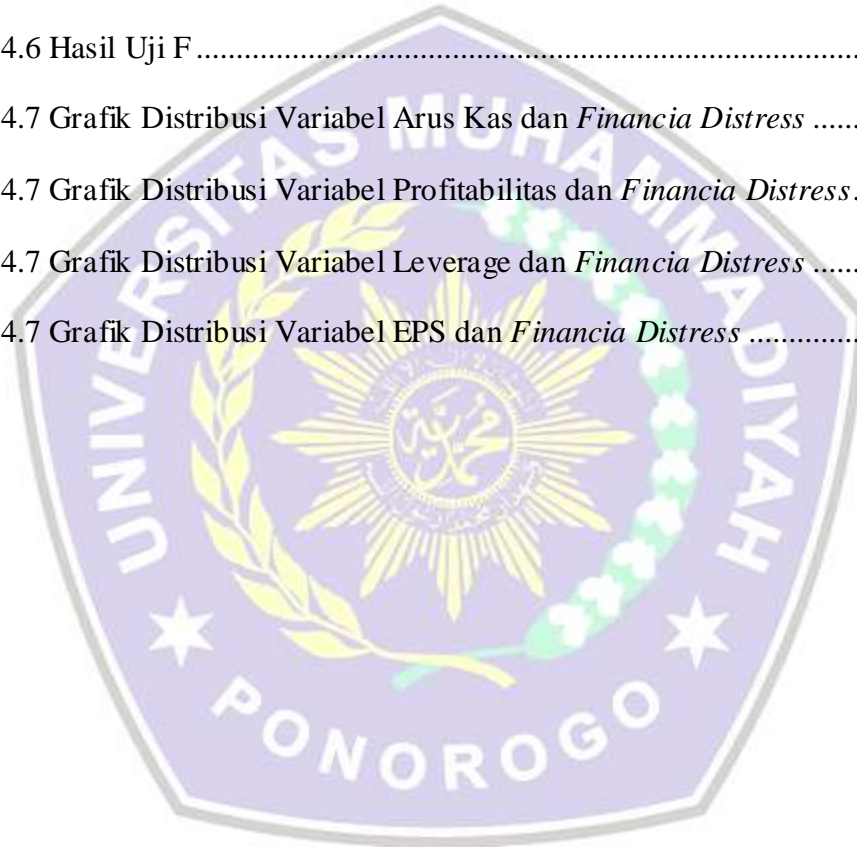 4.6 Hasil Uji F ....................................................................................
4.7 Grafik Distribusi Variabel Arus Kas dan Financia Distress ......
4.7 Grafik Distribusi Variabel Profitabilitas dan Financia Distress.
4.7 Grafik Distribusi Variabel Leverage dan Financia Distress ......
4.7 Grafik Distribusi Variabel EPS dan Financia Distress ..............
UNIVERSITAS MUHAMMADIYAH
PONOROGO